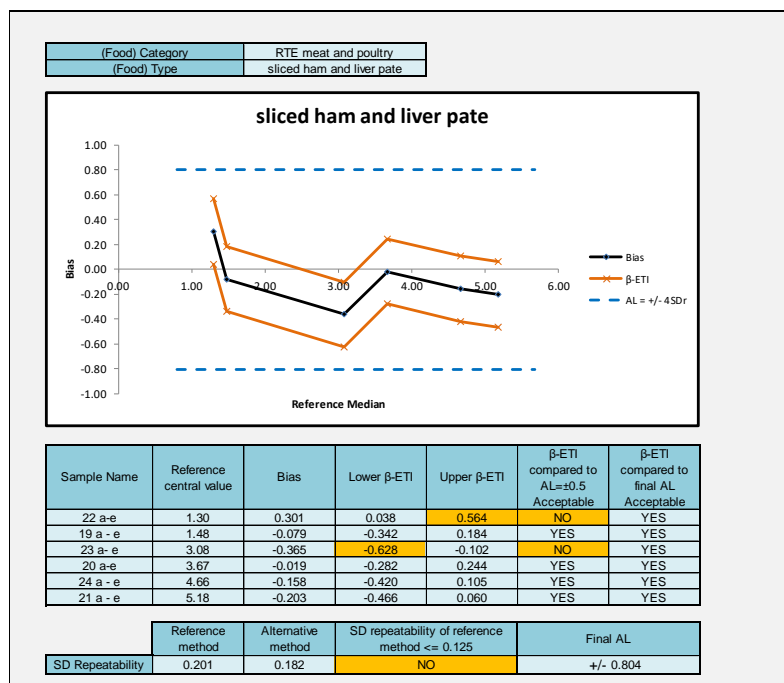 (Food) Category RTE meat and poultry
(Food) Type sliced ham and liver pate
sliced ham and liver pate
1.00
0.80
0.60
0.40
0.20
0.00
-0.20
-0.40
-0.60
-0.80
-1.00
0.00 1.00 2.00 3.00 4.00 5.00 6.00
Bias
Reference Median
Bias
β-ETI
AL = +/- 4SDr
Sample Name Reference central value Bias Lower β-ETI Upper β-ETI β-ETI compared to AL=±0.5 Acceptable β-ETI compared to final AL Acceptable
22 a-e 1.30 0.301 0.038 0.564 NO YES
19 a - e 1.48 -0.079 -0.342 0.184 YES YES
23 a- e 3.08 -0.365 -0.628 -0.102 NO YES
20 a-e 3.67 -0.019 -0.282 0.244 YES YES
24 a - e 4.66 -0.158 -0.420 0.105 YES YES
21 a - e 5.18 -0.203 -0.466 0.060 YES YES
Reference method Alternative method SD repeatability of reference method <= 0.125 Final AL
SD Repeatability 0.201 0.182 NO +/- 0.804